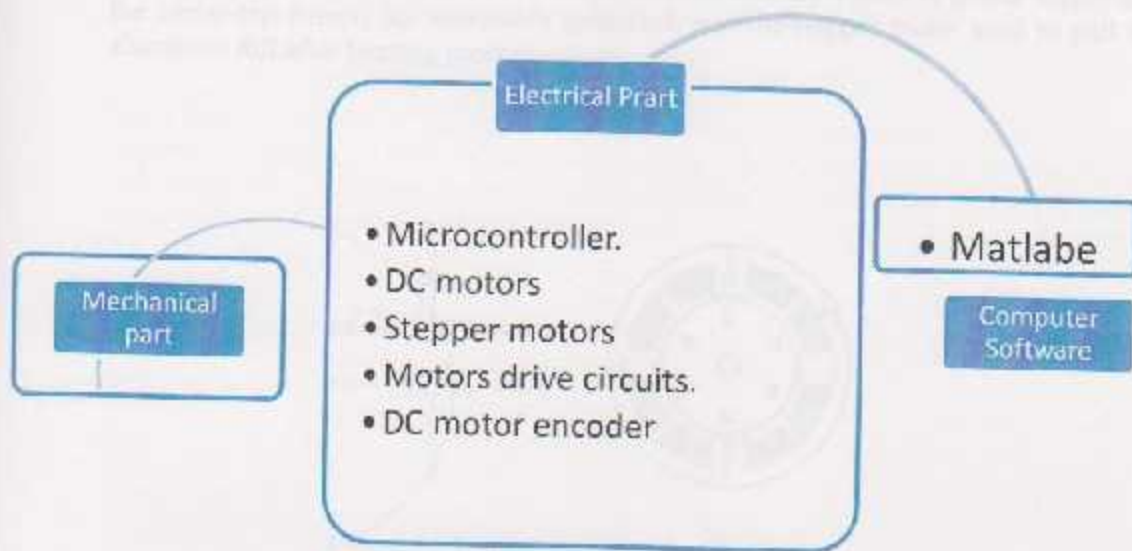 Electrical Prart
• Microcontroller.
• DC motors
• Stepper motors
• Motors drive circuits.
• DC motor encoder
Mechanical
part
• Matlabe
Computer
Software